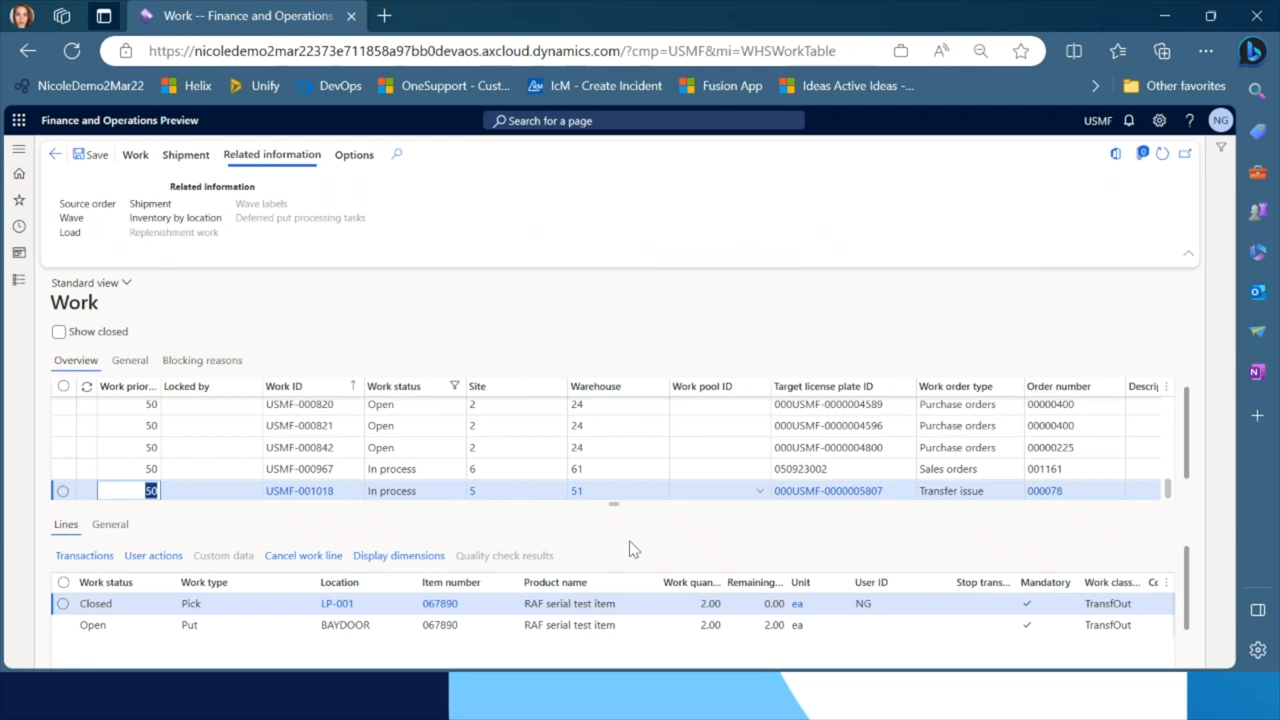 Work -- Finance and Operations
https://nicoledemo2mar22373e711858a97bb0devaos.axcloud.dynamics.com/?cmp=USMF&mi=WHSWorkTable
NicoleDemo2Mar22 Helix Unify DevOps OneSupport - Cust... IcM - Create Incident Fusion App Ideas Active Ideas -... Other favorites
Finance and Operations Preview Search for a page USMF ? NG
Save Work Shipment Related information Options 0
Related information
Source order Shipment Wave labels
Wave Inventory by location Deferred put processing tasks
Load Replenishment work
Standard view
Work
Show closed
Overview General Blocking reasons
Work prior... Locked by Work ID Work status Site Warehouse Work pool ID Target license plate ID Work order type Order number Descrip
50 USMF-000820 Open 2 24 000USMF-0000004589 Purchase orders 00000400
50 USMF-000821 Open 2 24 000USMF-0000004596 Purchase orders 00000400
50 USMF-000842 Open 2 24 000USMF-0000004800 Purchase orders 00000225
50 USMF-000967 In process 6 61 050923002 Sales orders 001161
50 USMF-001018 In process 5 51 000USMF-0000005807 Transfer issue 000078
Lines General
Transactions User actions Custom data Cancel work line Display dimensions Quality check results
Work status Work type Location Item number Product name Work quan... Remaining... Unit User ID Stop trans... Mandatory Work class... Co
Closed Pick LP-001 067890 RAF serial test item 2.00 0.00 ea NG TransfOut
Open Put BAYDOOR 067890 RAF serial test item 2.00 2.00 ea TransfOut